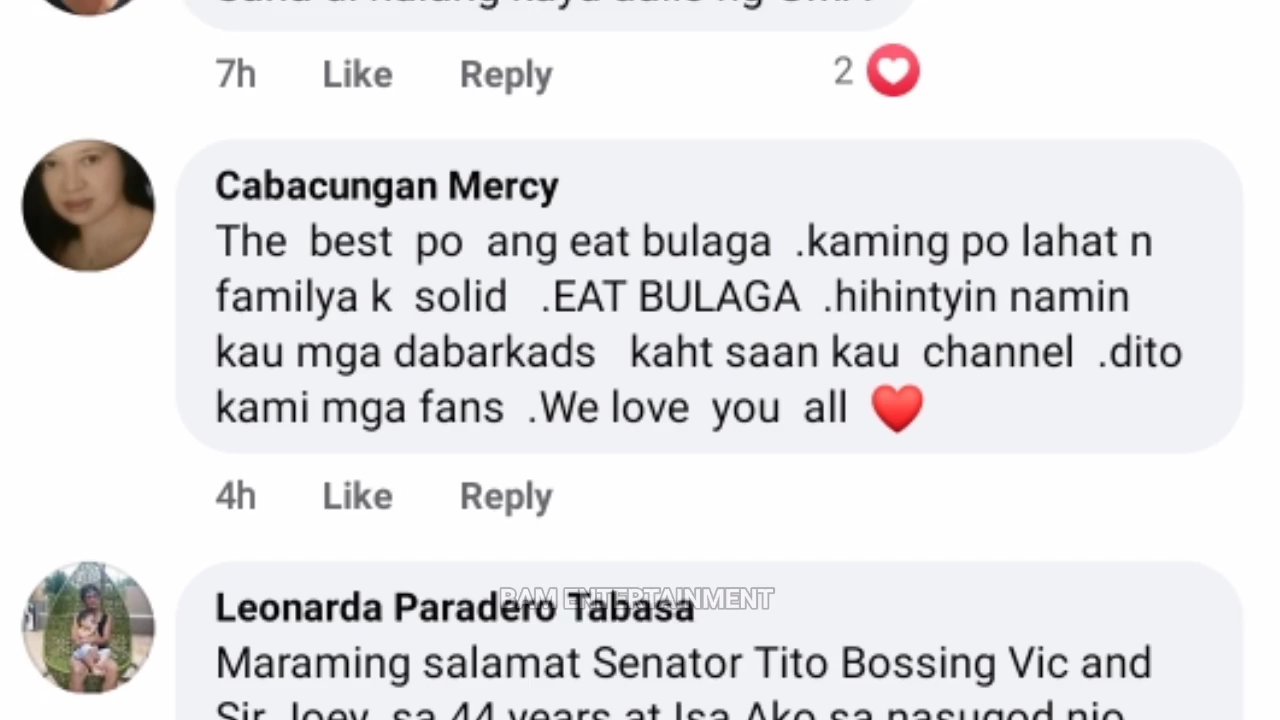 7h Like Reply 2
Cabacungan Mercy
The best po ang eat bulaga .kaming po lahat n
familya k solid .EAT BULAGA .hihintyin namin
kau mga dabarkads kaht saan kau channel .dito
kami mga fans .We love you all ❤️
4h Like Reply
BAM ENTERTAINMENT
Leonarda Paradero Tabasa
Maraming salamat Senator Tito Bossing Vic and
Sir Joey sa 44 years at Isa Ako sa nasugod nio